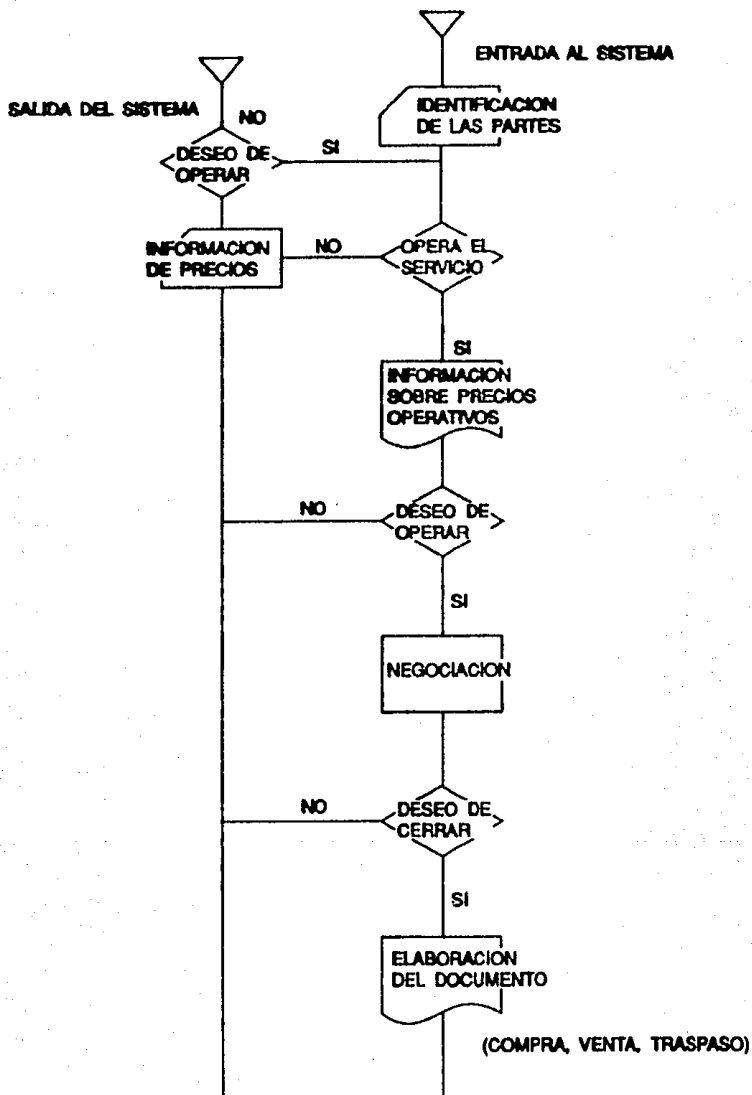 ENTRADA AL SISTEMA
SALIDA DEL SISTEMA
NO
IDENTIFICACION
DE LAS PARTES
DESEO DE
OPERAR
SI
INFORMACION
DE PRECIOS
NO
OPERA EL
SERVICIO
SI
INFORMACION
SOBRE PRECIOS
OPERATIVOS
NO
DESEO DE
OPERAR
SI
NEGOCIACION
NO
DESEO DE
CERRAR
SI
ELABORACION
DEL DOCUMENTO
(COMPRA, VENTA, TRASPASO)